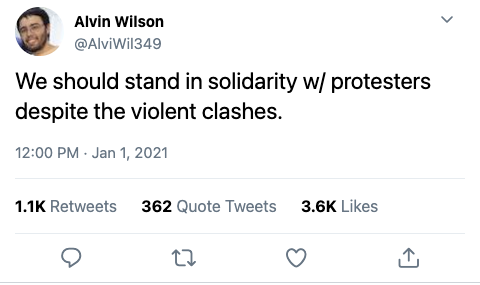 Alvin Wilson
@AlviWil349
We should stand in solidarity w/ protesters
despite the violent clashes.
12:00 PM · Jan 1, 2021
1.1K Retweets 362 Quote Tweets 3.6K Likes